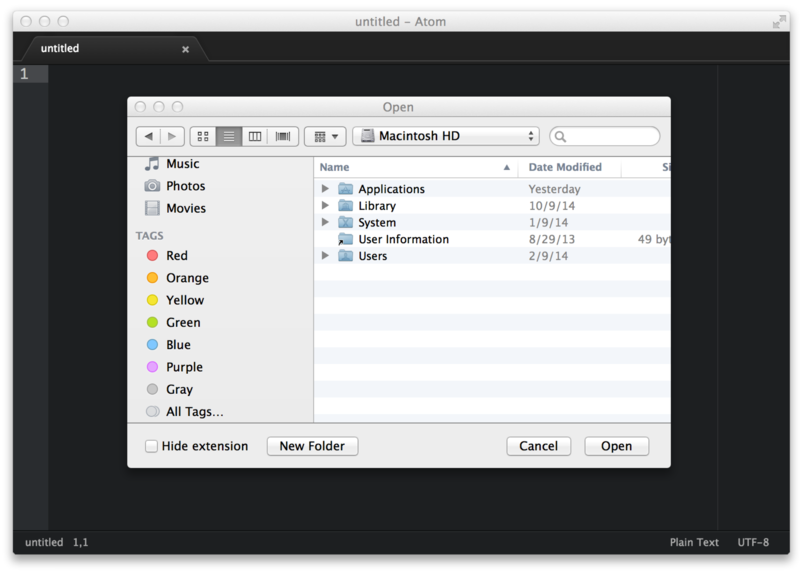 untitled – Atom
untitled
1
Open
Macintosh HD
Music
Photos
Movies
TAGS
Red
Orange
Yellow
Green
Blue
Purple
Gray
All Tags...
Name Date Modified Si
Applications Yesterday
Library 10/9/14
System 1/9/14
User Information 8/29/13 49 byt
Users 2/9/14
Hide extension New Folder Cancel Open
untitled 1,1 Plain Text UTF-8